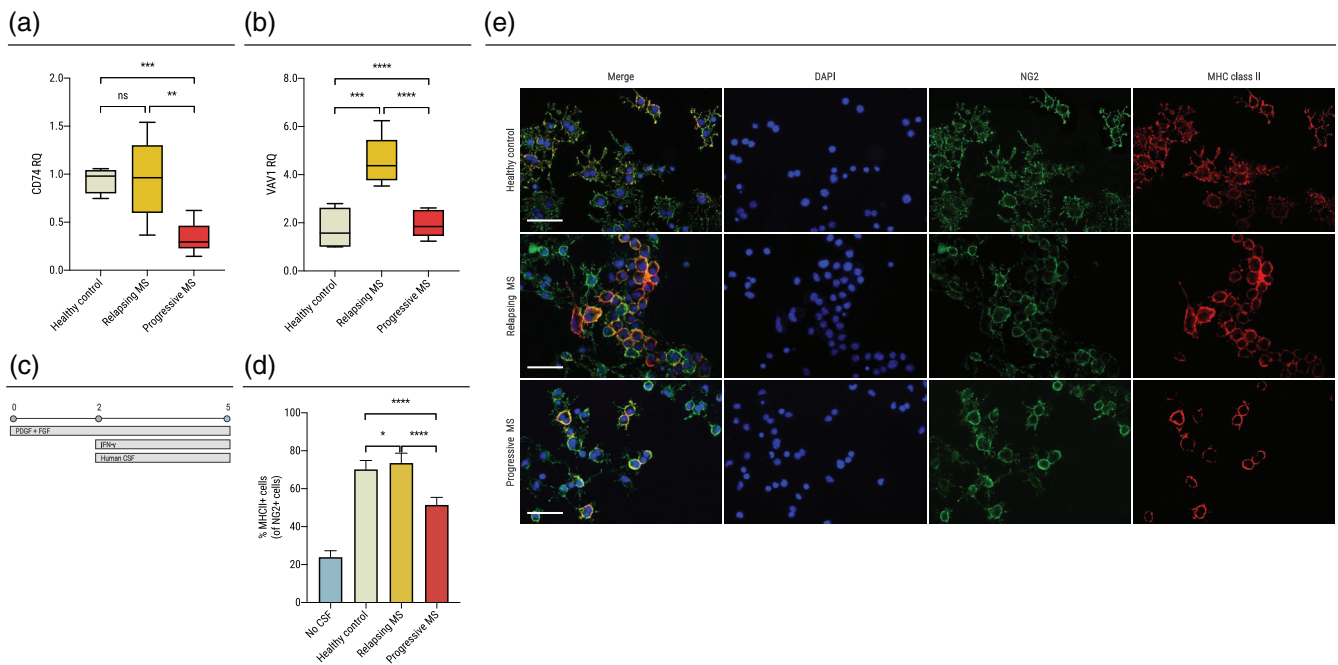 (a)
2.0
1.5
1.0
0.5
0.0
CD74 RQ
***
ns
**
Healthy control
Relapsing MS
Progressive MS
(b)
8.0
6.0
4.0
2.0
0.0
VAV1 RQ
****
***
****
Healthy control
Relapsing MS
Progressive MS
(c)
0 2 5
PDGF + FGF
IFN-γ
Human CSF
(d)
100
80
60
40
20
0
% MHCII+ cells
(of NG2+ cells)
****
*
****
No CSF
Healthy control
Relapsing MS
Progressive MS
(e)
Merge DAPI NG2 MHC class II
Healthy control
Relapsing MS
Progressive MS